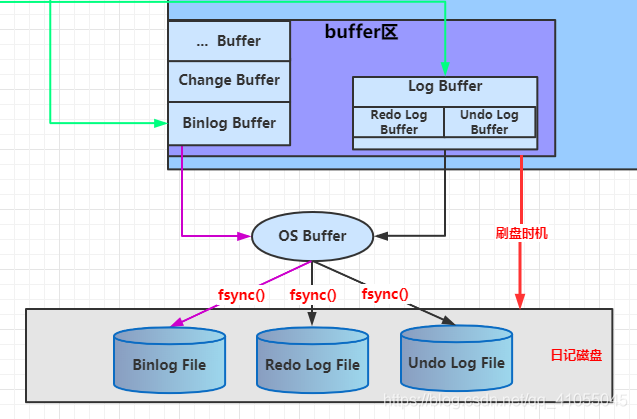 buffer区
... Buffer
Change Buffer
Binlog Buffer
Log Buffer
Redo Log
Buffer
Undo Log
Buffer
OS Buffer
刷盘时机
fsync()
fsync()
fsync()
Binlog File
Redo Log File
Undo Log File
日记磁盘
https://blog.csdn.net/qq_41055045